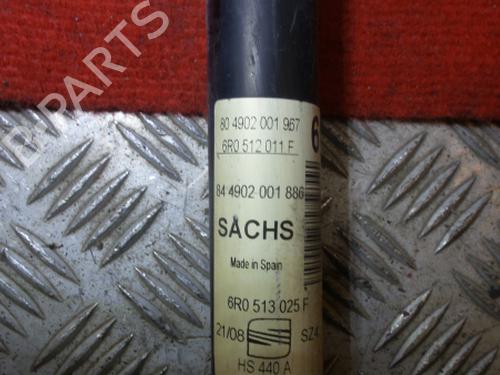 B-PARTS
80 4902 001 967
6R0 512 011 F
6
84 4902 001 886
SACHS
Made in Spain
6R0 513 025 F
21/08 SZ4
HS 440 A